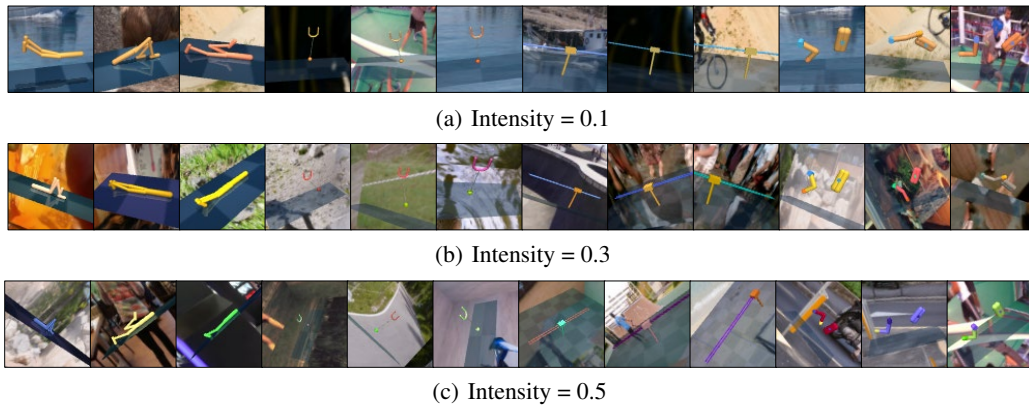 (a) Intensity = 0.1
(b) Intensity = 0.3
(c) Intensity = 0.5